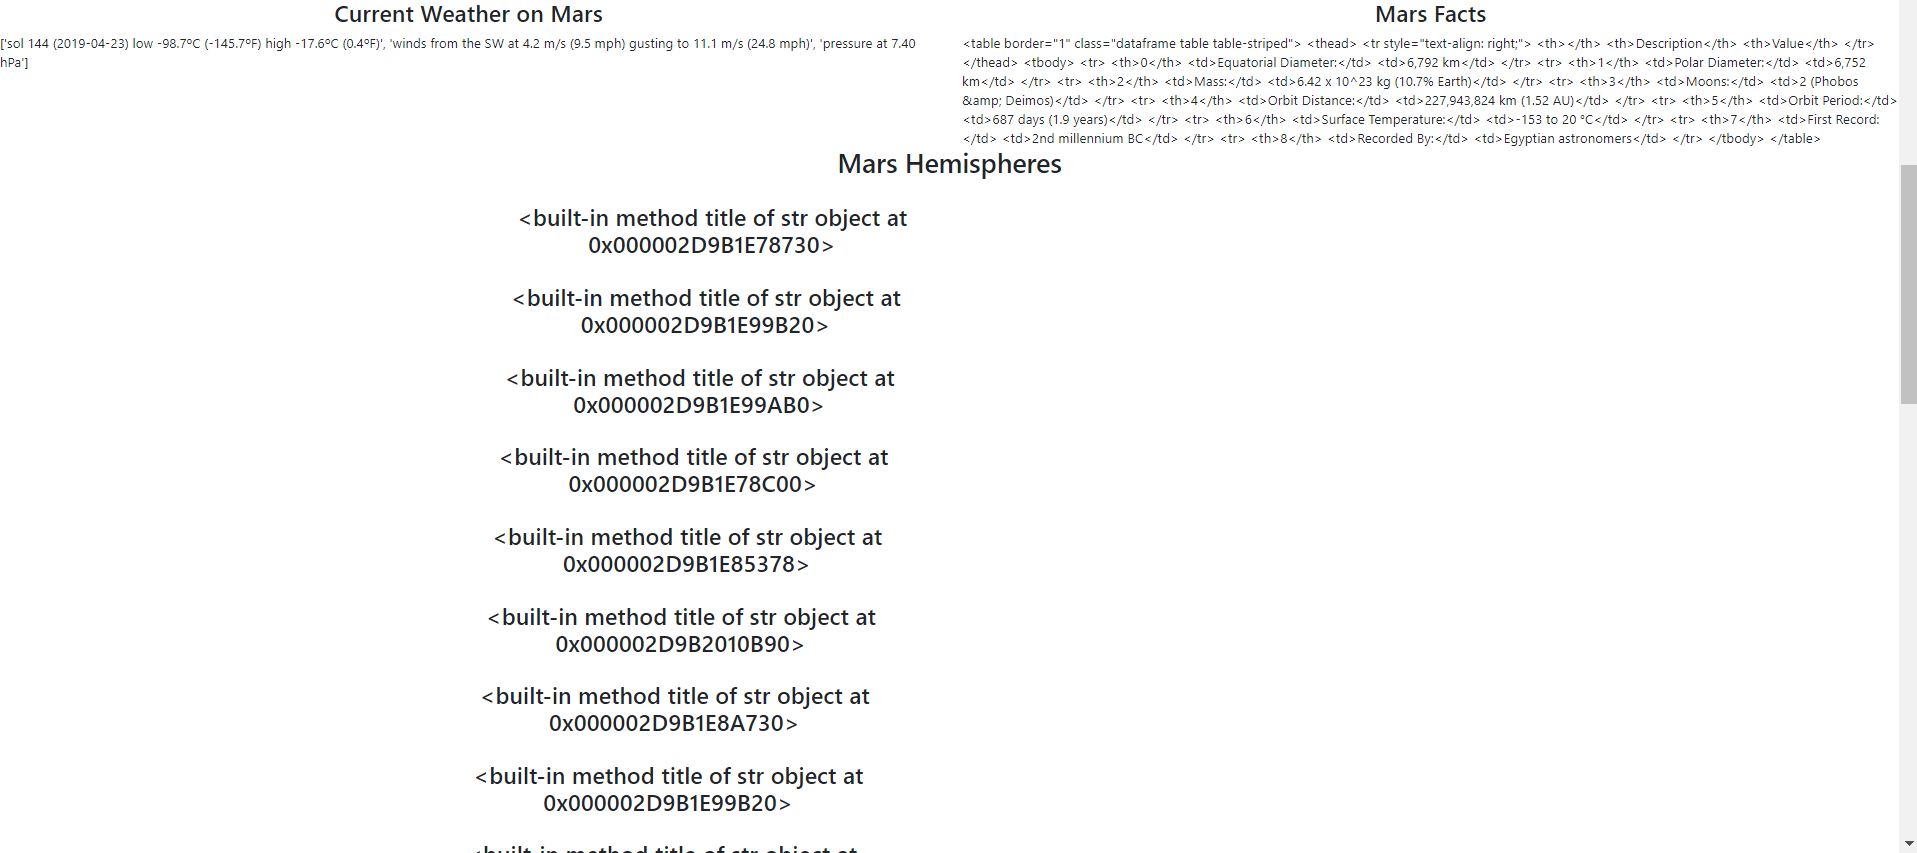 Current Weather on Mars
['sol 144 (2019-04-23) low -98.7ºC (-145.7ºF) high -17.6ºC (0.4ºF)', 'winds from the SW at 4.2 m/s (9.5 mph) gusting to 11.1 m/s (24.8 mph)', 'pressure at 7.40
hPa']
Mars Facts
<table border="1" class="dataframe table table-striped"> <thead> <tr style="text-align: right;"> <th></th> <th>Description</th> <th>Value</th> </tr>
</thead> <tbody> <tr> <th>0</th> <td>Equatorial Diameter:</td> <td>6,792 km</td> </tr> <tr> <th>1</th> <td>Polar Diameter:</td> <td>6,752
km</td> </tr> <tr> <th>2</th> <td>Mass:</td> <td>6.42 x 10^23 kg (10.7% Earth)</td> </tr> <tr> <th>3</th> <td>Moons:</td> <td>2 (Phobos
&amp; Deimos)</td> </tr> <tr> <th>4</th> <td>Orbit Distance:</td> <td>227,943,824 km (1.52 AU)</td> </tr> <tr> <th>5</th> <td>Orbit Period:</td>
<td>687 days (1.9 years)</td> </tr> <tr> <th>6</th> <td>Surface Temperature:</td> <td>-153 to 20 °C</td> </tr> <tr> <th>7</th> <td>First Record:
</td> <td>2nd millennium BC</td> </tr> <tr> <th>8</th> <td>Recorded By:</td> <td>Egyptian astronomers</td> </tr> </tbody> </table>
Mars Hemispheres
<built-in method title of str object at
0x000002D9B1E78730>
<built-in method title of str object at
0x000002D9B1E99B20>
<built-in method title of str object at
0x000002D9B1E99AB0>
<built-in method title of str object at
0x000002D9B1E78C00>
<built-in method title of str object at
0x000002D9B1E85378>
<built-in method title of str object at
0x000002D9B2010B90>
<built-in method title of str object at
0x000002D9B1E8A730>
<built-in method title of str object at
0x000002D9B1E99B20>
<built-in method title of str object at